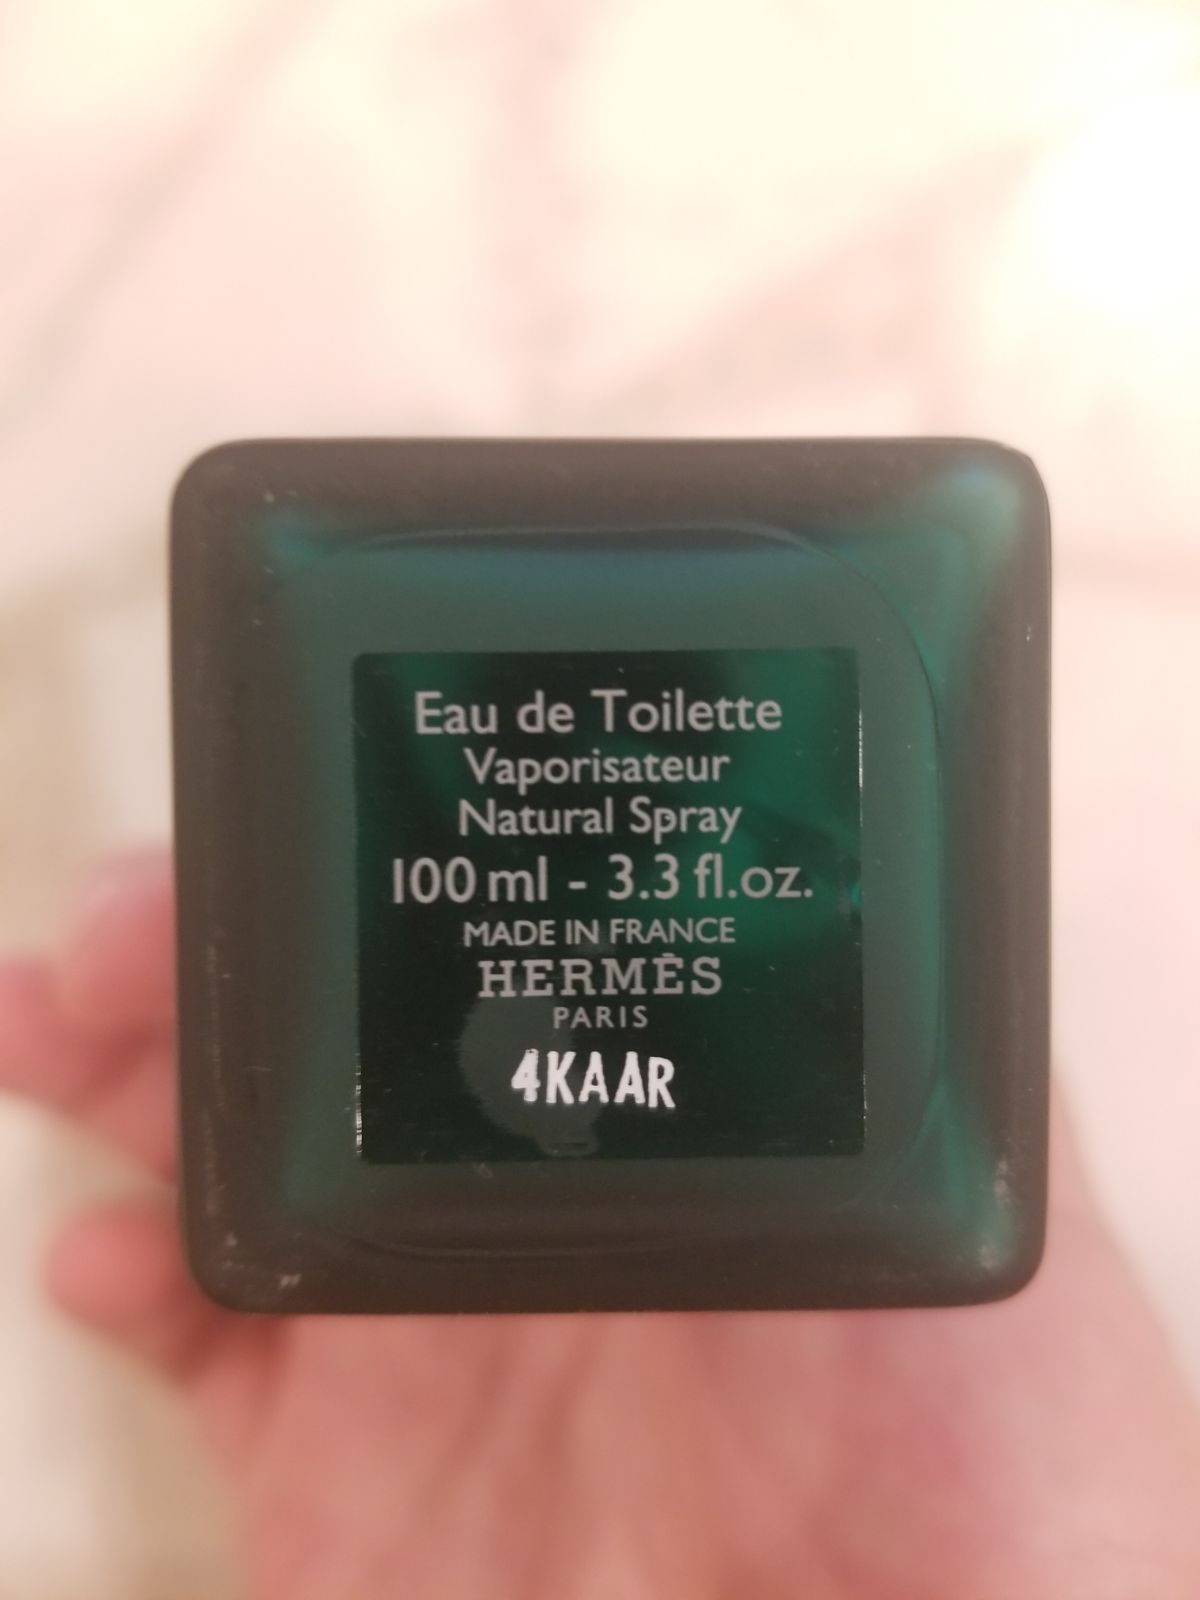 Eau de Toilette
Vaporisateur
Natural Spray
100 ml - 3.3 fl.oz.
MADE IN FRANCE
HERMÈS
PARIS
4KAAR